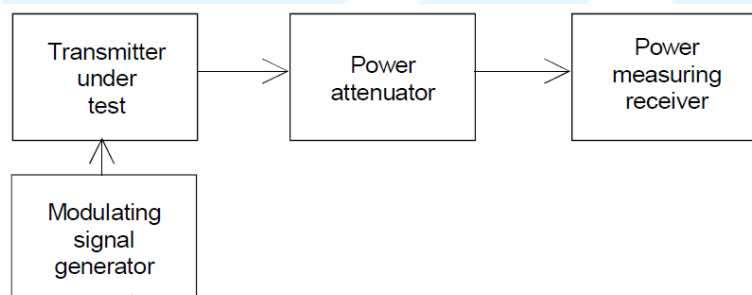 Transmitter
under
test
Power
attenuator
Power
measuring
receiver
Modulating
signal
generator